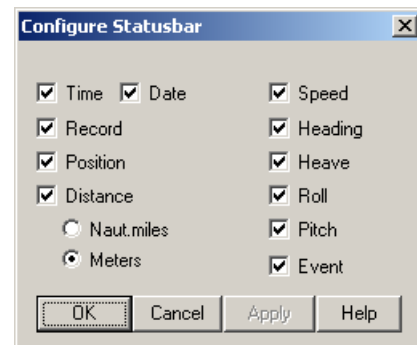 Configure Statusbar
Time Date Speed
Record Heading
Position Heave
Distance Roll
Naut.miles Pitch
Meters Event
OK Cancel Apply Help